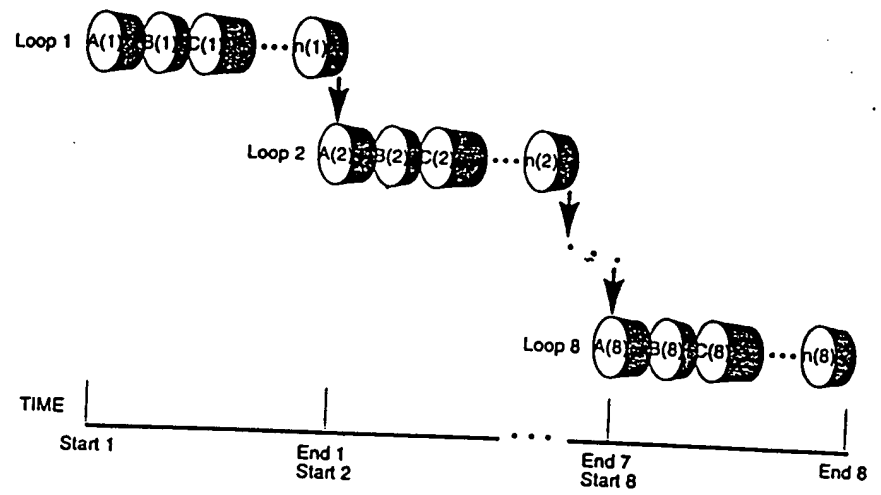 Loop 1 A(1) B(1) C(1) ••• n(1)
Loop 2 A(2) B(2) C(2) ••• n(2)
Loop 8 A(8) B(8) C(8) ••• n(8)
TIME
Start 1
End 1
Start 2
•••
End 7
Start 8
End 8